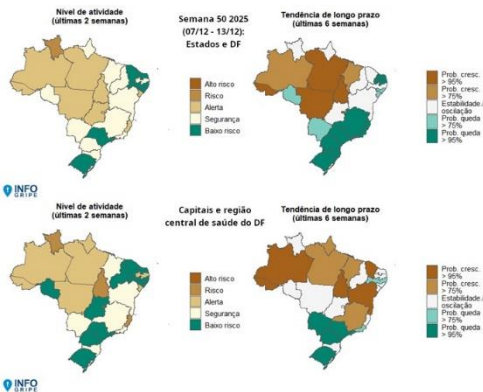 Nível de atividade
(últimas 2 semanas)
Semana 50 2025
(07/12 - 13/12):
Estados e DF
Tendência de longo prazo
(últimas 6 semanas)
Alto risco
Risco
Alerta
Segurança
Baixo risco
Prob. cresc.
> 95%
Prob. cresc.
> 75%
Estabilidade
oscilação
Prob. queda
> 75%
Prob. queda
> 95%
INFO
GRIPE
Nível de atividade
(últimas 2 semanas)
Capitais e região
central de saúde do DF
Tendência de longo prazo
(últimas 6 semanas)
Alto risco
Risco
Alerta
Segurança
Baixo risco
Prob. cresc.
> 95%
Prob. cresc.
> 75%
Estabilidade
oscilação
Prob. queda
> 75%
Prob. queda
> 95%
INFO
GRIPE